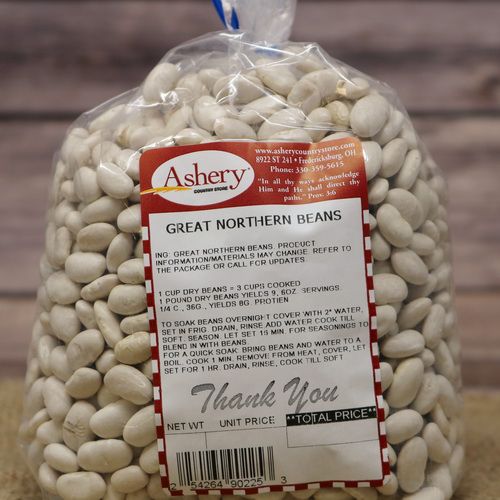 www.asherycountrystore.com
8922 ST 241 • Fredericksburg, OH
Phone: 330-359-5615
Ashery
COUNTRY STORE
"In all thy ways acknowledge
Him and He shall direct thy
paths." Prov. 3:6
GREAT NORTHERN BEANS
ING: GREAT NORTHERN BEANS. PRODUCT
INFORMATION/MATERIALS MAY CHANGE. REFER TO
THE PACKAGE OR CALL FOR UPDATES.
1 CUP DRY BEANS = 3 CUPS COOKED
1 POUND DRY BEANS YIELDS 9, 6OZ. SERVINGS.
1/4 C., 36G., YIELDS 8G. PROTIEN
TO SOAK BEANS OVERNIGHT COVER WITH 2" WATER,
SET IN FRIG. DRAIN, RINSE ADD WATER COOK TILL
SOFT. SEASON. LET SET 15 MIN. FOR SEASONINGS TO
BLEND IN WITH BEANS.
FOR A QUICK SOAK: BRING BEANS AND WATER TO A
BOIL. COOK 1 MIN. REMOVE FROM HEAT, COVER, LET
SET FOR 1 HR. DRAIN, RINSE, COOK TILL SOFT
Thank You
NET WT UNIT PRICE **TOTAL PRICE**
2 54264 90225 3